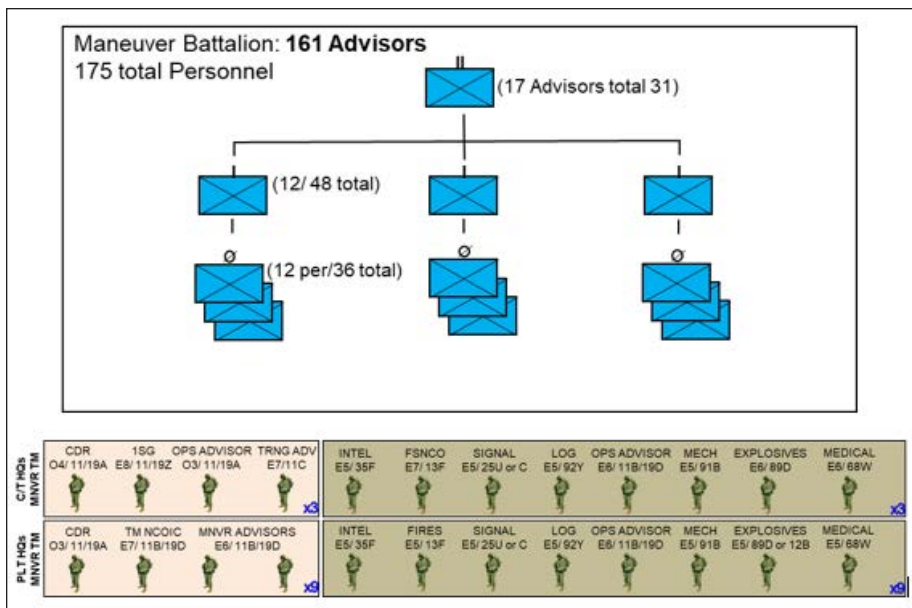 Maneuver Battalion: 161 Advisors
175 total Personnel
(17 Advisors total 31)
(12/ 48 total)
(12 per/36 total)
C/T HQs
MNVR TM
CDR
O4/ 11/19A
1SG
E8/ 11/19Z
OPS ADVISOR
O3/ 11/19A
TRNG ADV
E7/11C
x3
INTEL
E5/ 35F
FSNCO
E7/ 13F
SIGNAL
E5/ 25U or C
LOG
E5/ 92Y
OPS ADVISOR
E6/ 11B/19D
MECH
E5/ 91B
EXPLOSIVES
E6/ 89D
MEDICAL
E6/ 68W
x3
PLT HQs
MNVR TM
CDR
O3/ 11/19A
TM NCOIC
E7/ 11B/19D
MNVR ADVISORS
E6/ 11B/19D
x9
INTEL
E5/ 35F
FIRES
E5/ 13F
SIGNAL
E5/ 25U or C
LOG
E5/ 92Y
OPS ADVISOR
E6/ 11B/19D
MECH
E5/ 91B
EXPLOSIVES
E5/ 89D or 12B
MEDICAL
E5/ 68W
x9